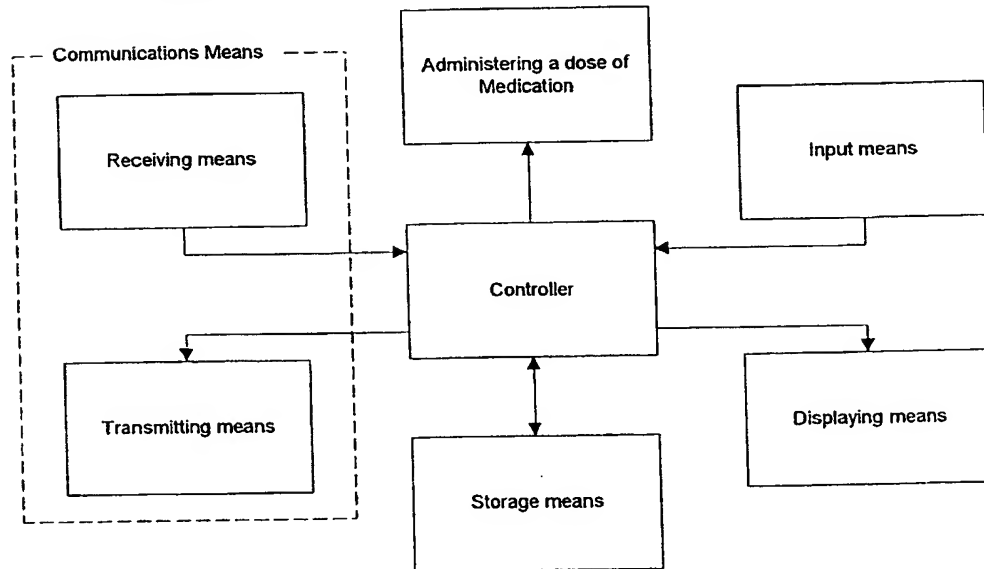 Communications Means
Administering a dose of
Medication
Receiving means
Input means
Controller
Transmitting means
Displaying means
Storage means